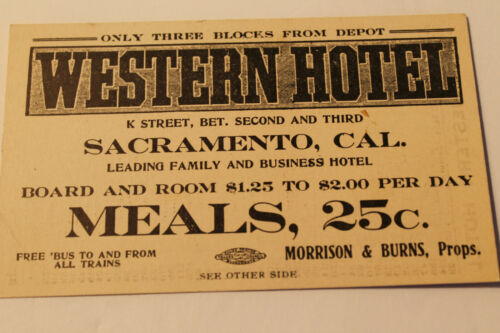 ONLY THREE BLOCKS FROM DEPOT
WESTERN HOTEL
K STREET, BET. SECOND AND THIRD
SACRAMENTO, CAL.
LEADING FAMILY AND BUSINESS HOTEL
BOARD AND ROOM $1.25 TO $2.00 PER DAY
MEALS, 25C.
FREE 'BUS TO AND FROM
ALL TRAINS
MORRISON & BURNS, Props.
SEE OTHER SIDE